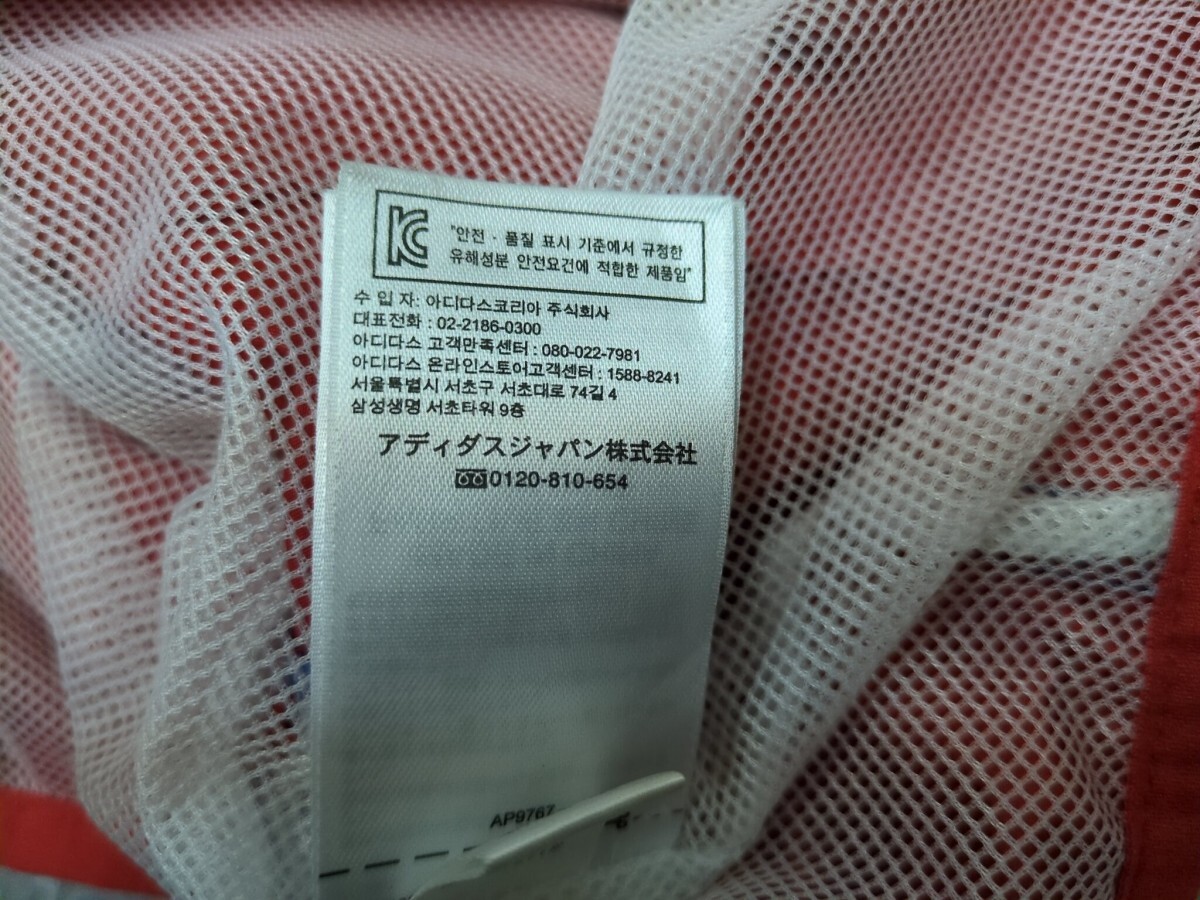 KC
"안전 · 품질 표시 기준에서 규정한
유해성분 안전요건에 적합한 제품임"
수 입 자: 아디다스코리아 주식회사
대표전화 : 02-2186-0300
아디다스 고객만족센터 : 080-022-7981
아디다스 온라인스토어고객센터 : 1588-8241
서울특별시 서초구 서초대로 74길 4
삼성생명 서초타워 9층
アディダスジャパン株式会社
0120-810-654
AP9767